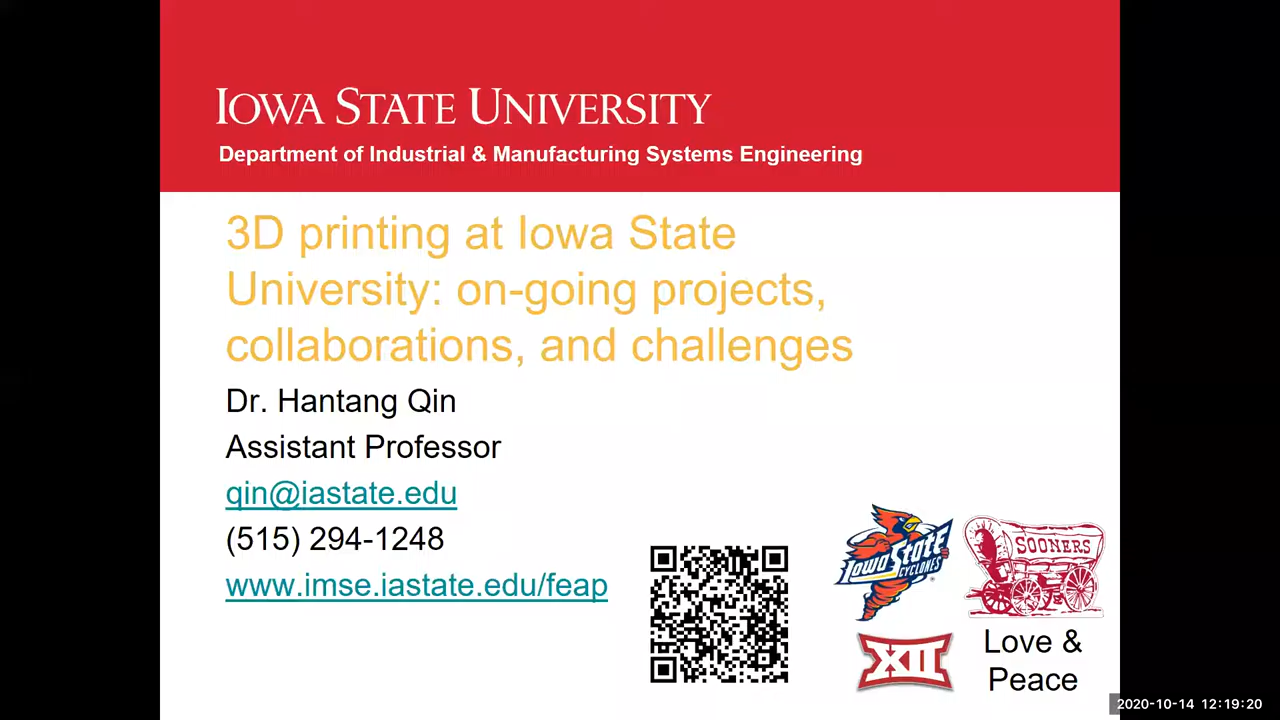 IOWA STATE UNIVERSITY
Department of Industrial & Manufacturing Systems Engineering
3D printing at Iowa State
University: on-going projects,
collaborations, and challenges
Dr. Hantang Qin
Assistant Professor
qin@iastate.edu
(515) 294-1248
www.imse.iastate.edu/feap
Iowa State
CYCLONES
SOONERS
XII
Love &
Peace
2020-10-14 12:19:20